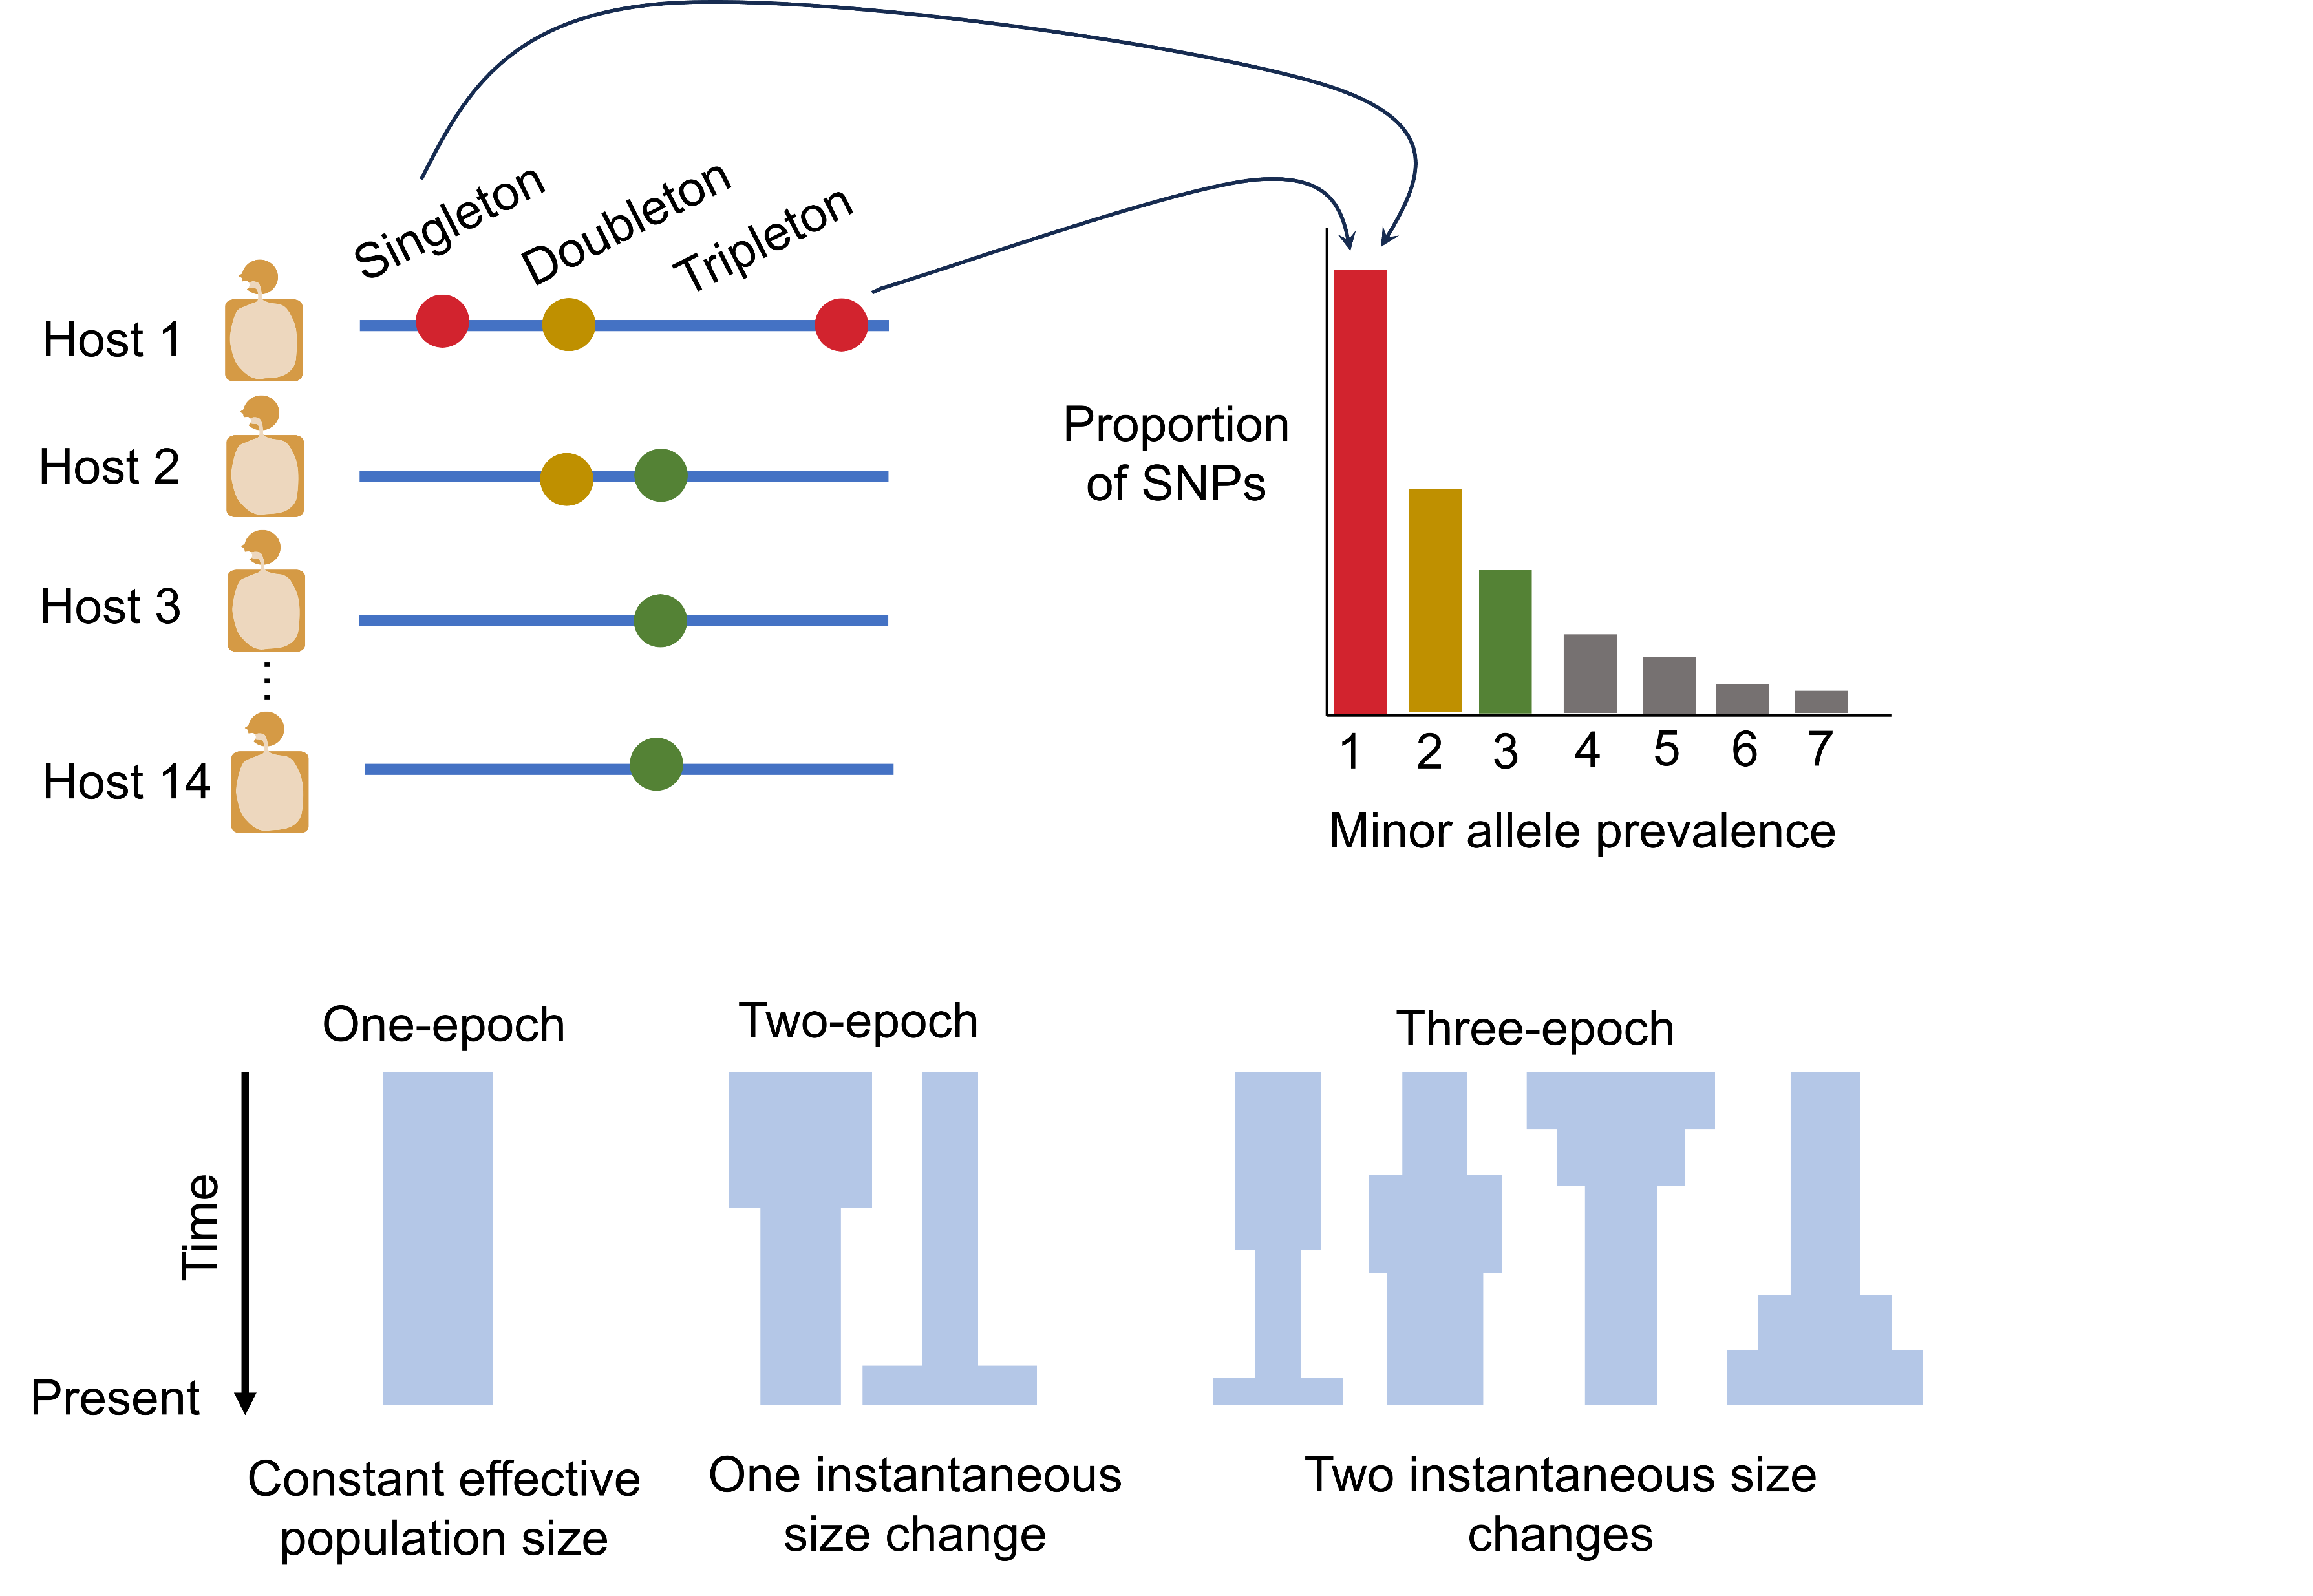 Singleton
Doubleton
Tripleton
Host 1
Host 2
Host 3
Host 14
Proportion
of SNPs
1 2 3 4 5 6 7
Minor allele prevalence
One-epoch
Two-epoch
Three-epoch
Time
Present
Constant effective
population size
One instantaneous
size change
Two instantaneous size
changes